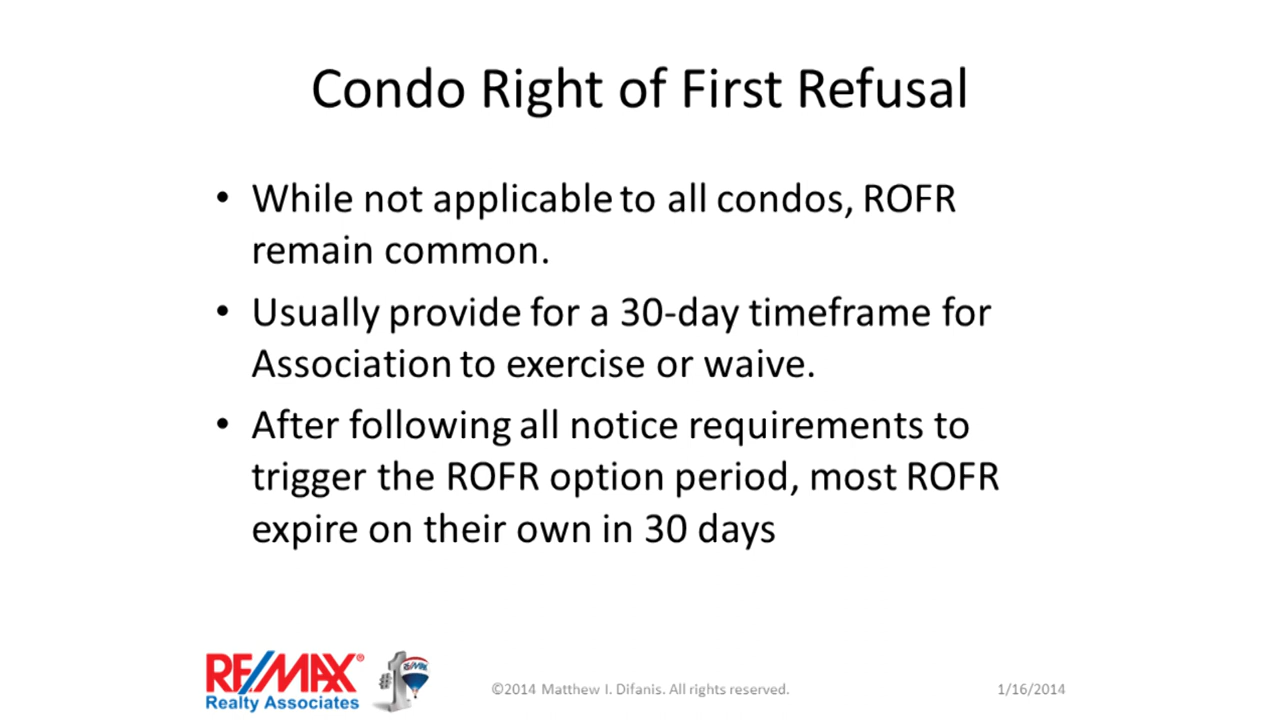 Condo Right of First Refusal
• While not applicable to all condos, ROFR
remain common.
• Usually provide for a 30-day timeframe for
Association to exercise or waive.
• After following all notice requirements to
trigger the ROFR option period, most ROFR
expire on their own in 30 days
RE/MAX®
Realty Associates
1
RE/MAX
©2014 Matthew I. Difanis. All rights reserved.
1/16/2014